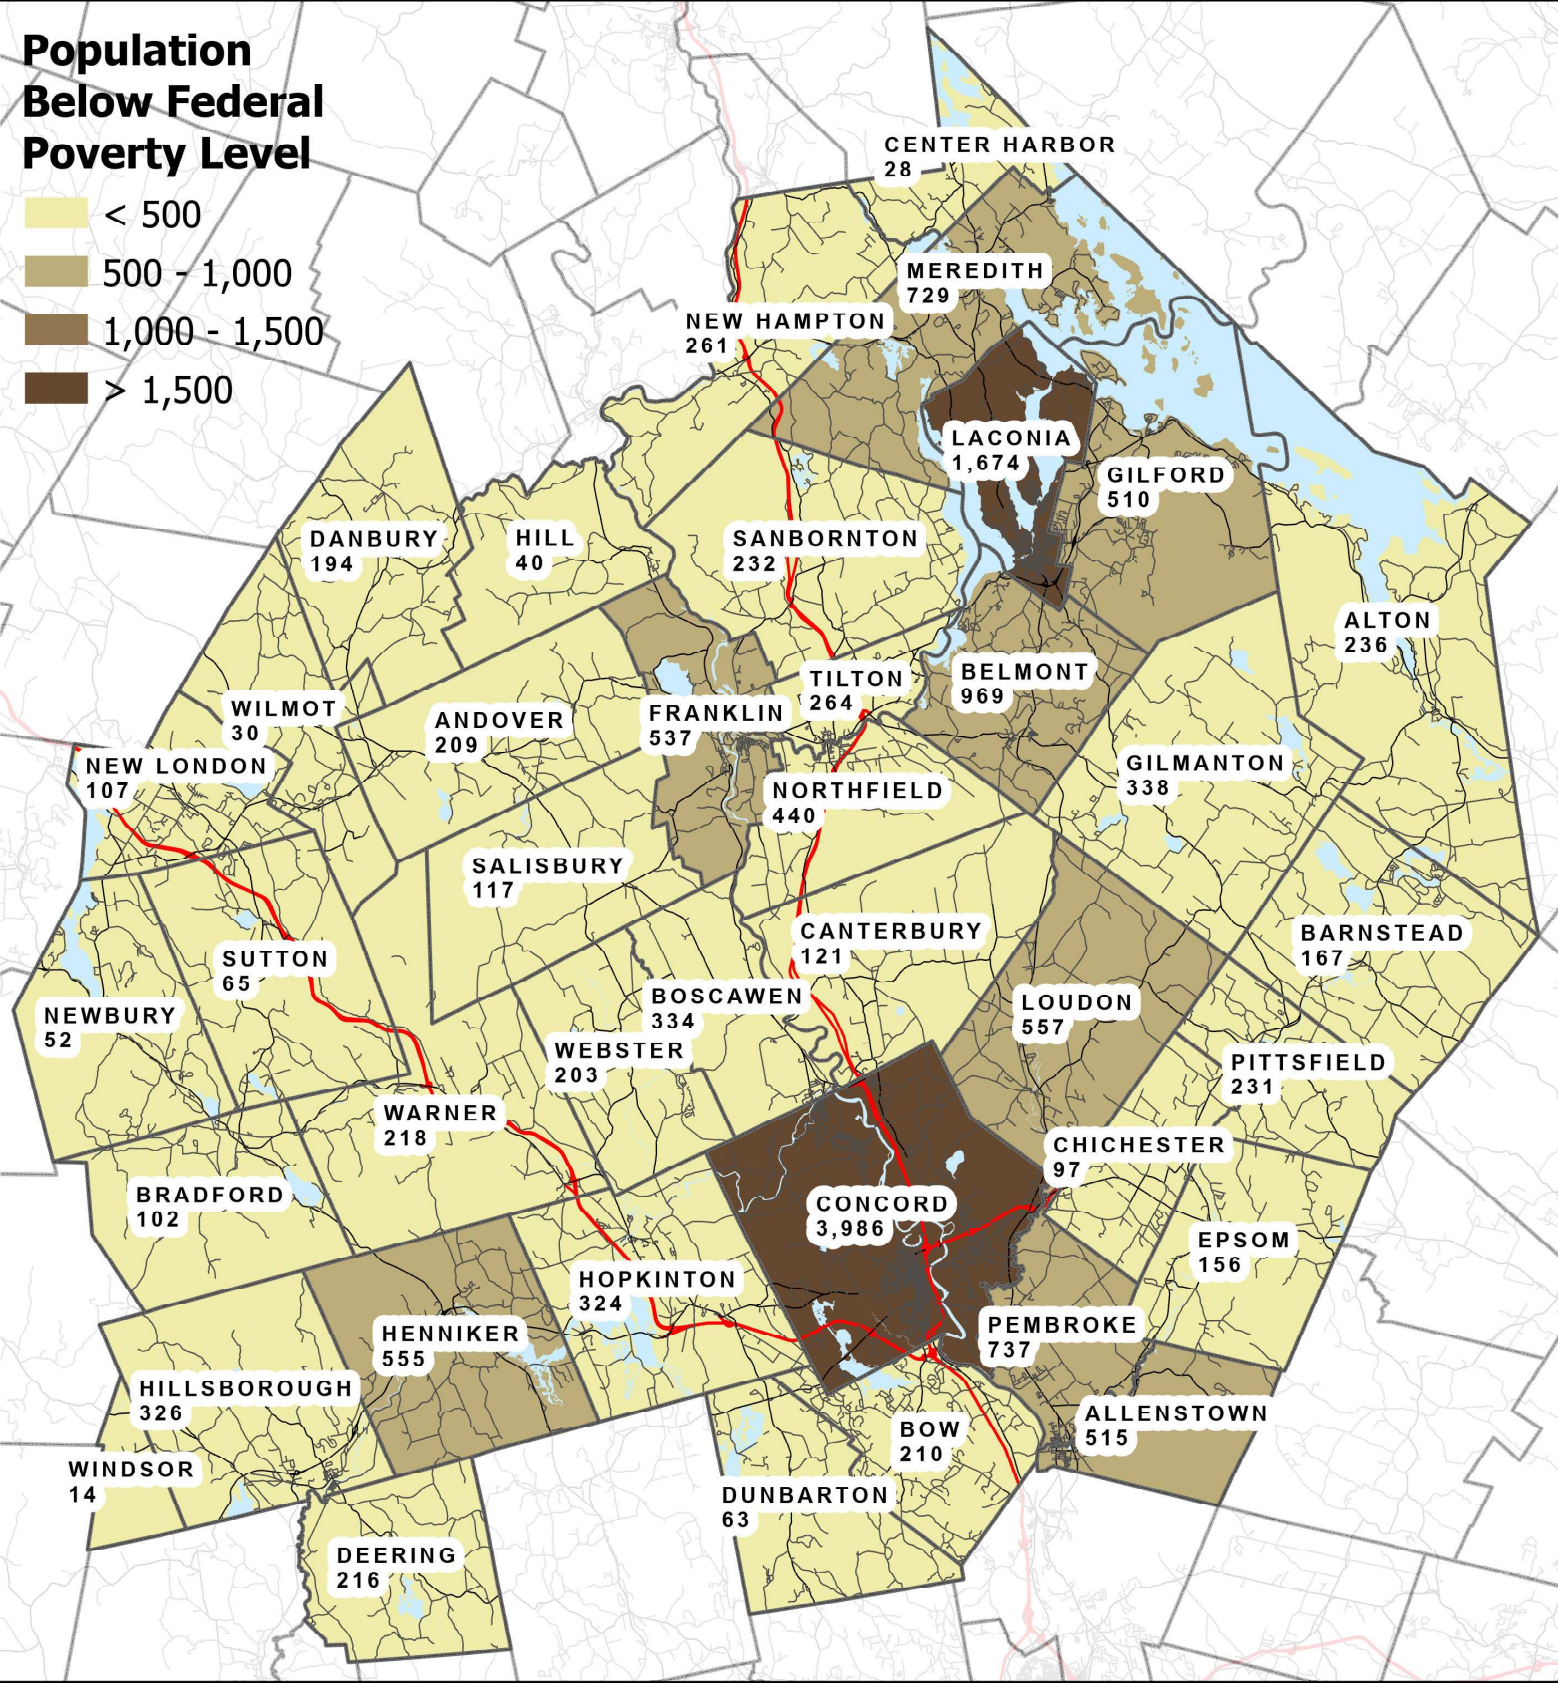 Population
Below Federal
Poverty Level
< 500
500 - 1,000
1,000 - 1,500
> 1,500
CENTER HARBOR
28
MEREDITH
729
NEW HAMPTON
261
LACONIA
1,674
GILFORD
510
DANBURY
194
HILL
40
SANBORNTON
232
ALTON
236
TILTON
264
BELMONT
969
WILMOT
30
ANDOVER
209
FRANKLIN
537
NEW LONDON
107
GILMANTON
338
NORTHFIELD
440
SALISBURY
117
CANTERBURY
121
BARNSTEAD
167
SUTTON
65
BOSCAWEN
334
LOUDON
557
NEWBURY
52
WEBSTER
203
PITTSFIELD
231
WARNER
218
CHICHESTER
97
BRADFORD
102
CONCORD
3,986
EPSOM
156
HOPKINTON
324
HENNIKER
555
PEMBROKE
737
HILLSBOROUGH
326
ALLENSTOWN
515
BOW
210
WINDSOR
14
DUNBARTON
63
DEERING
216